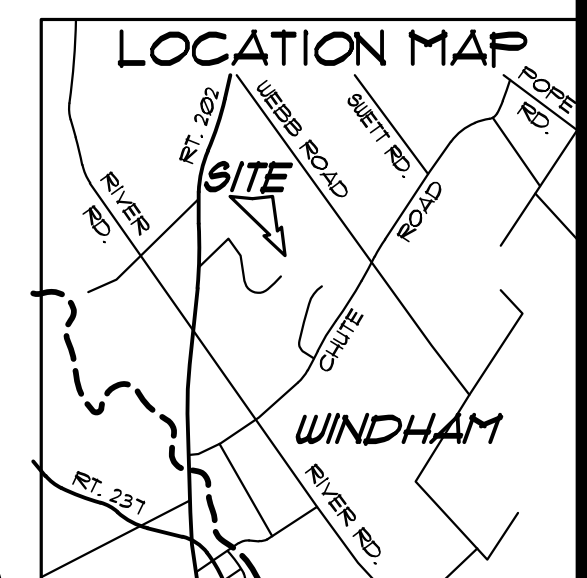 LOCATION MAP
RT. 202
WEBB ROAD
SWETT RD.
POPE
RD.
SITE
RIVER
RD.
ROAD
CHUTE
WINDHAM
RT. 237
RIVER RD.